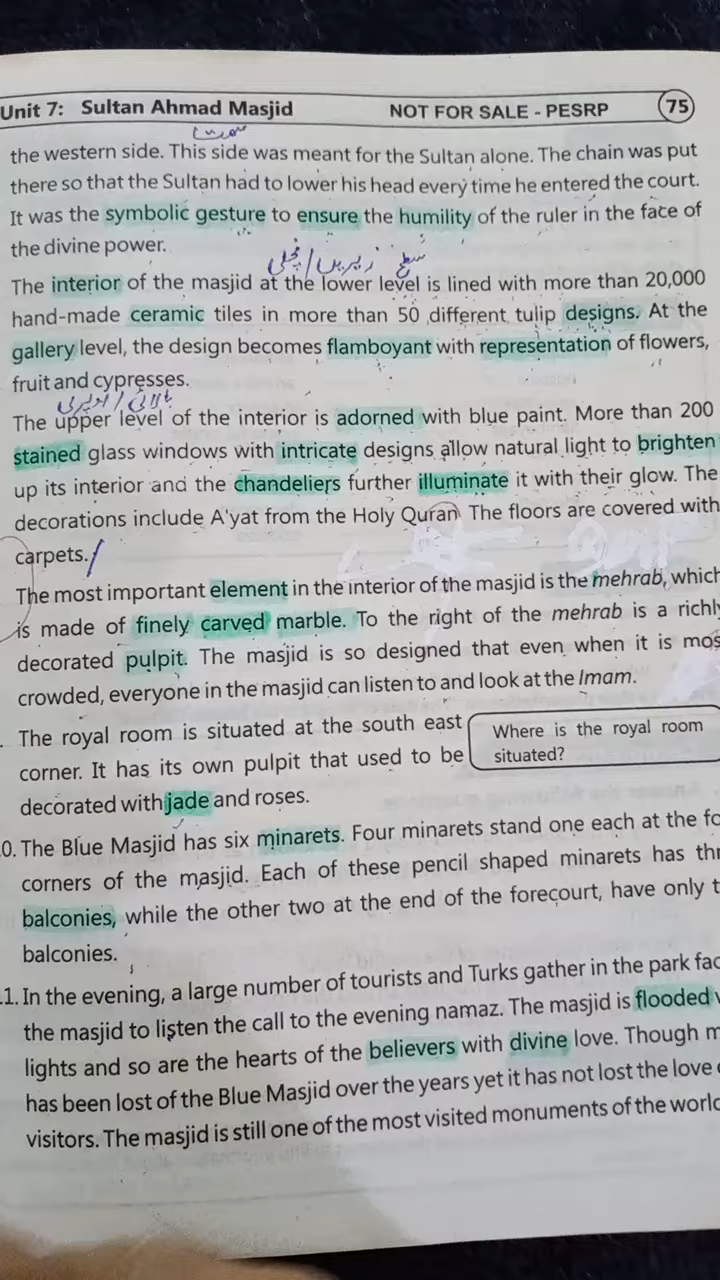 Unit 7: Sultan Ahmad Masjid NOT FOR SALE - PESRP 75
the western side. This side was meant for the Sultan alone. The chain was put
there so that the Sultan had to lower his head every time he entered the court.
It was the symbolic gesture to ensure the humility of the ruler in the face of
the divine power.
سطح زیریں/نچلی
The interior of the masjid at the lower level is lined with more than 20,000
hand-made ceramic tiles in more than 50 different tulip designs. At the
gallery level, the design becomes flamboyant with representation of flowers,
fruit and cypresses.
بالائی/اوپری
The upper level of the interior is adorned with blue paint. More than 200
stained glass windows with intricate designs allow natural light to brighten
up its interior and the chandeliers further illuminate it with their glow. The
decorations include A'yat from the Holy Quran. The floors are covered with
carpets.
The most important element in the interior of the masjid is the mehrab, which
is made of finely carved marble. To the right of the mehrab is a richly
decorated pulpit. The masjid is so designed that even when it is mos
crowded, everyone in the masjid can listen to and look at the Imam.
The royal room is situated at the south east
corner. It has its own pulpit that used to be
decorated with jade and roses.
Where is the royal room
situated?
0. The Blue Masjid has six minarets. Four minarets stand one each at the fo
corners of the masjid. Each of these pencil shaped minarets has thr
balconies, while the other two at the end of the forecourt, have only t
balconies.
1. In the evening, a large number of tourists and Turks gather in the park fac
the masjid to listen the call to the evening namaz. The masjid is flooded
lights and so are the hearts of the believers with divine love. Though m
has been lost of the Blue Masjid over the years yet it has not lost the love
visitors. The masjid is still one of the most visited monuments of the world